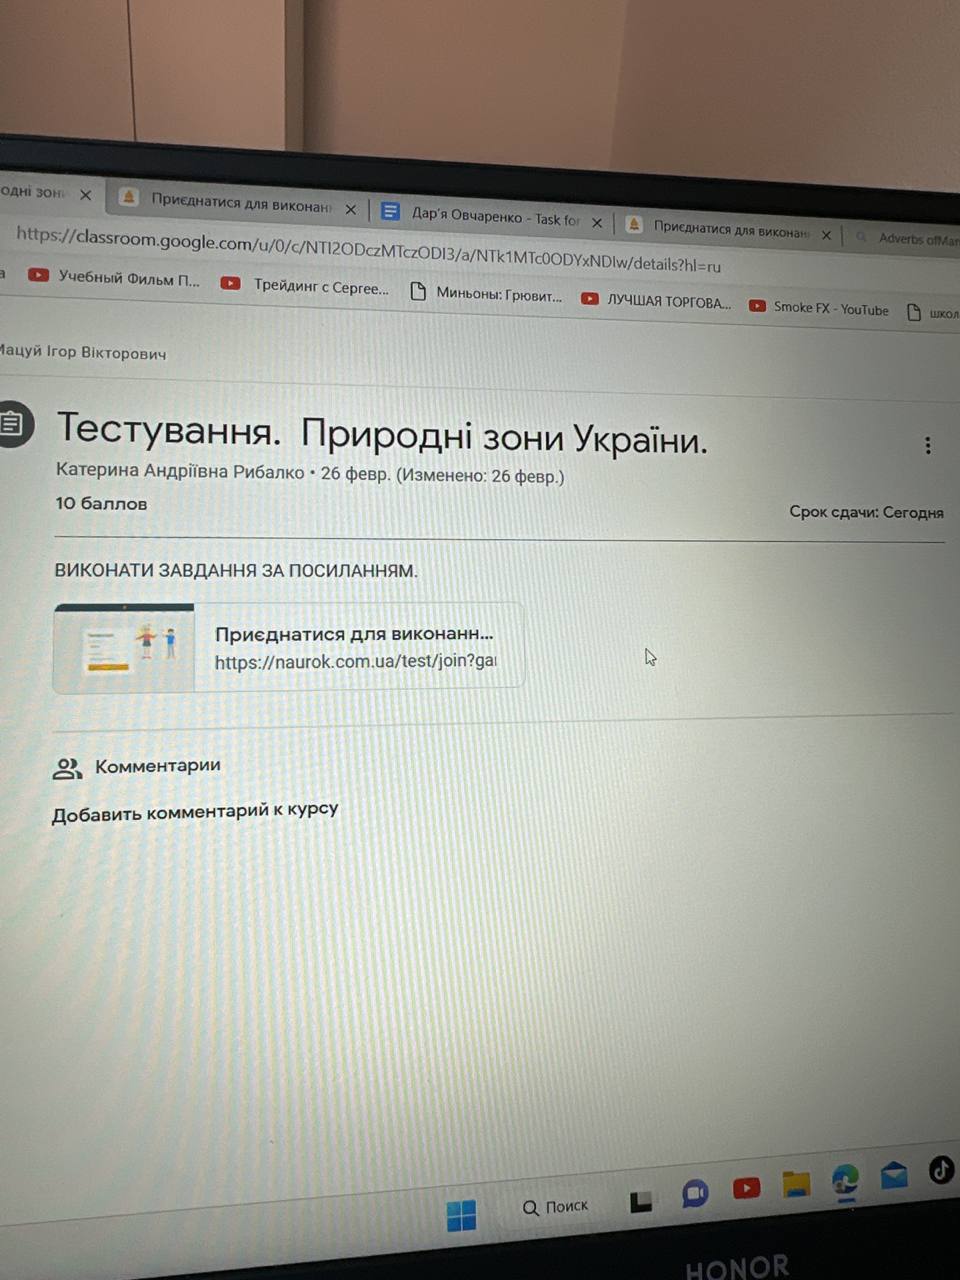 одні зон
Приєднатися для виконан
Дар'я Овчаренко - Task for
Приєднатися для виконан
Adverbs ofMan
https://classroom.google.com/u/0/c/NTI2ODczMTczODI3/a/NTk1MTc0ODYxNDIw/details?hl=ru
а
Учебный Фильм П...
Трейдинг с Сергее...
Миньоны: Грювит...
ЛУЧШАЯ ТОРГОВА...
Smoke FX - YouTube
школ
Мацуй Ігор Вікторович
Тестування. Природні зони України.
Катерина Андріївна Рибалко • 26 февр. (Изменено: 26 февр.)
10 баллов
Срок сдачи: Сегодня
ВИКОНАТИ ЗАВДАННЯ ЗА ПОСИЛАННЯМ.
Приєднатися для виконанн...
https://naurok.com.ua/test/join?gar
Комментарии
Добавить комментарий к курсу
Поиск
HONOR